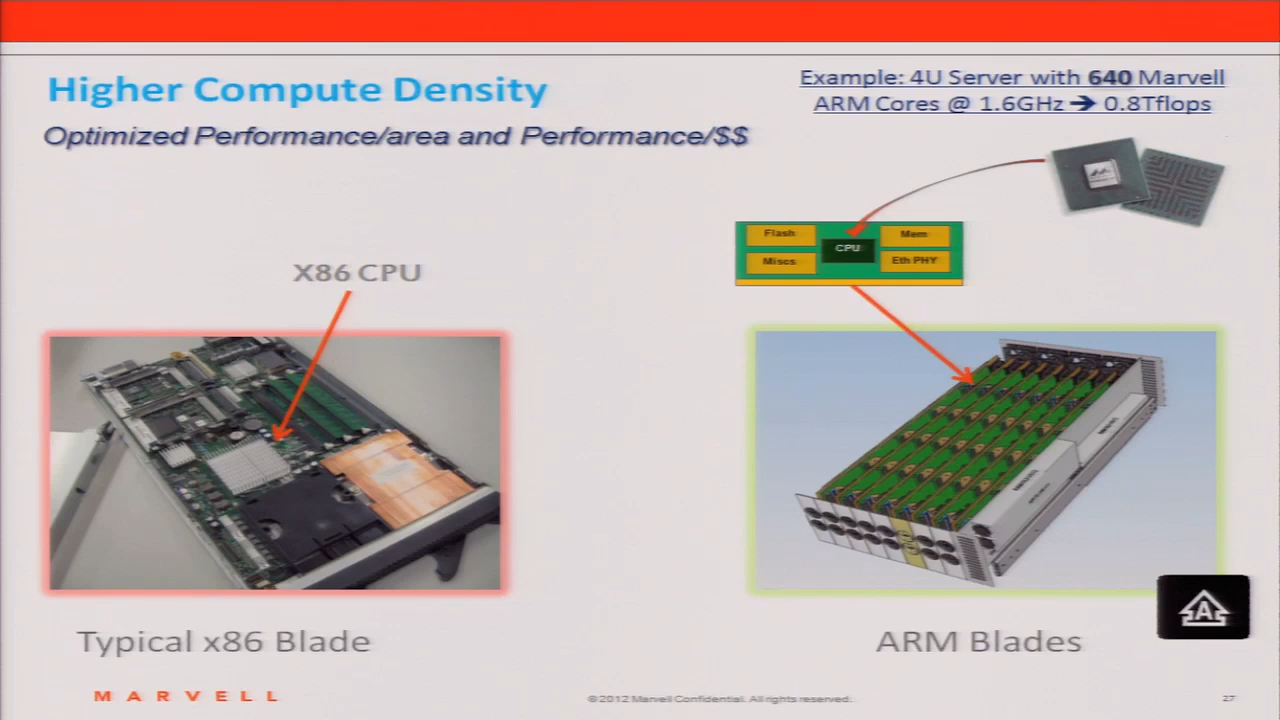 Higher Compute Density
Optimized Performance/area and Performance/$$
Example: 4U Server with 640 Marvell
ARM Cores @ 1.6GHz ➔ 0.8Tflops
Flash
Mem
CPU
Miscs
Eth PHY
X86 CPU
Typical x86 Blade
ARM Blades
A
MARVELL
©2012 Marvell Confidential. All rights reserved.
27